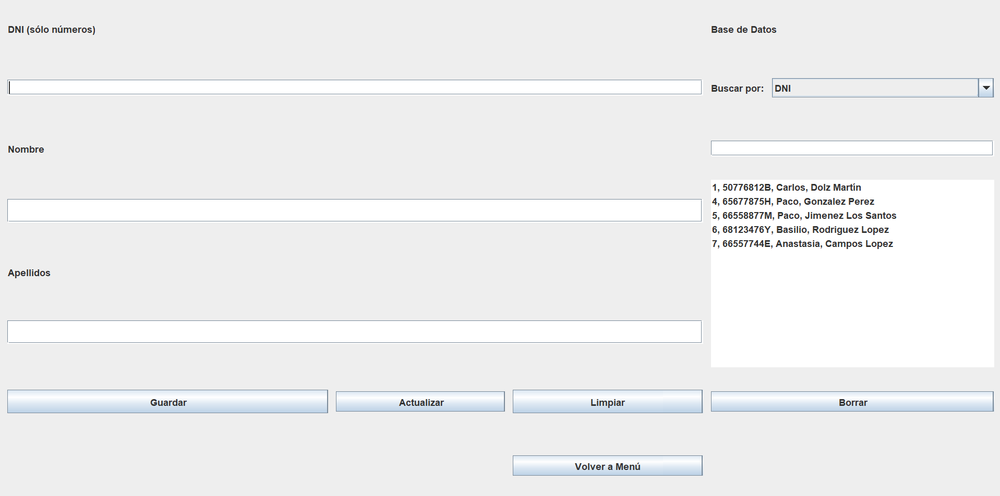 DNI (sólo números)
Base de Datos
Buscar por:
DNI
Nombre
1, 50776812B, Carlos, Dolz Martín
4, 65677875H, Paco, Gonzalez Perez
5, 66558877M, Paco, Jimenez Los Santos
6, 68123476Y, Basilio, Rodriguez Lopez
7, 66557744E, Anastasia, Campos Lopez
Apellidos
Guardar
Actualizar
Limpiar
Borrar
Volver a Menú